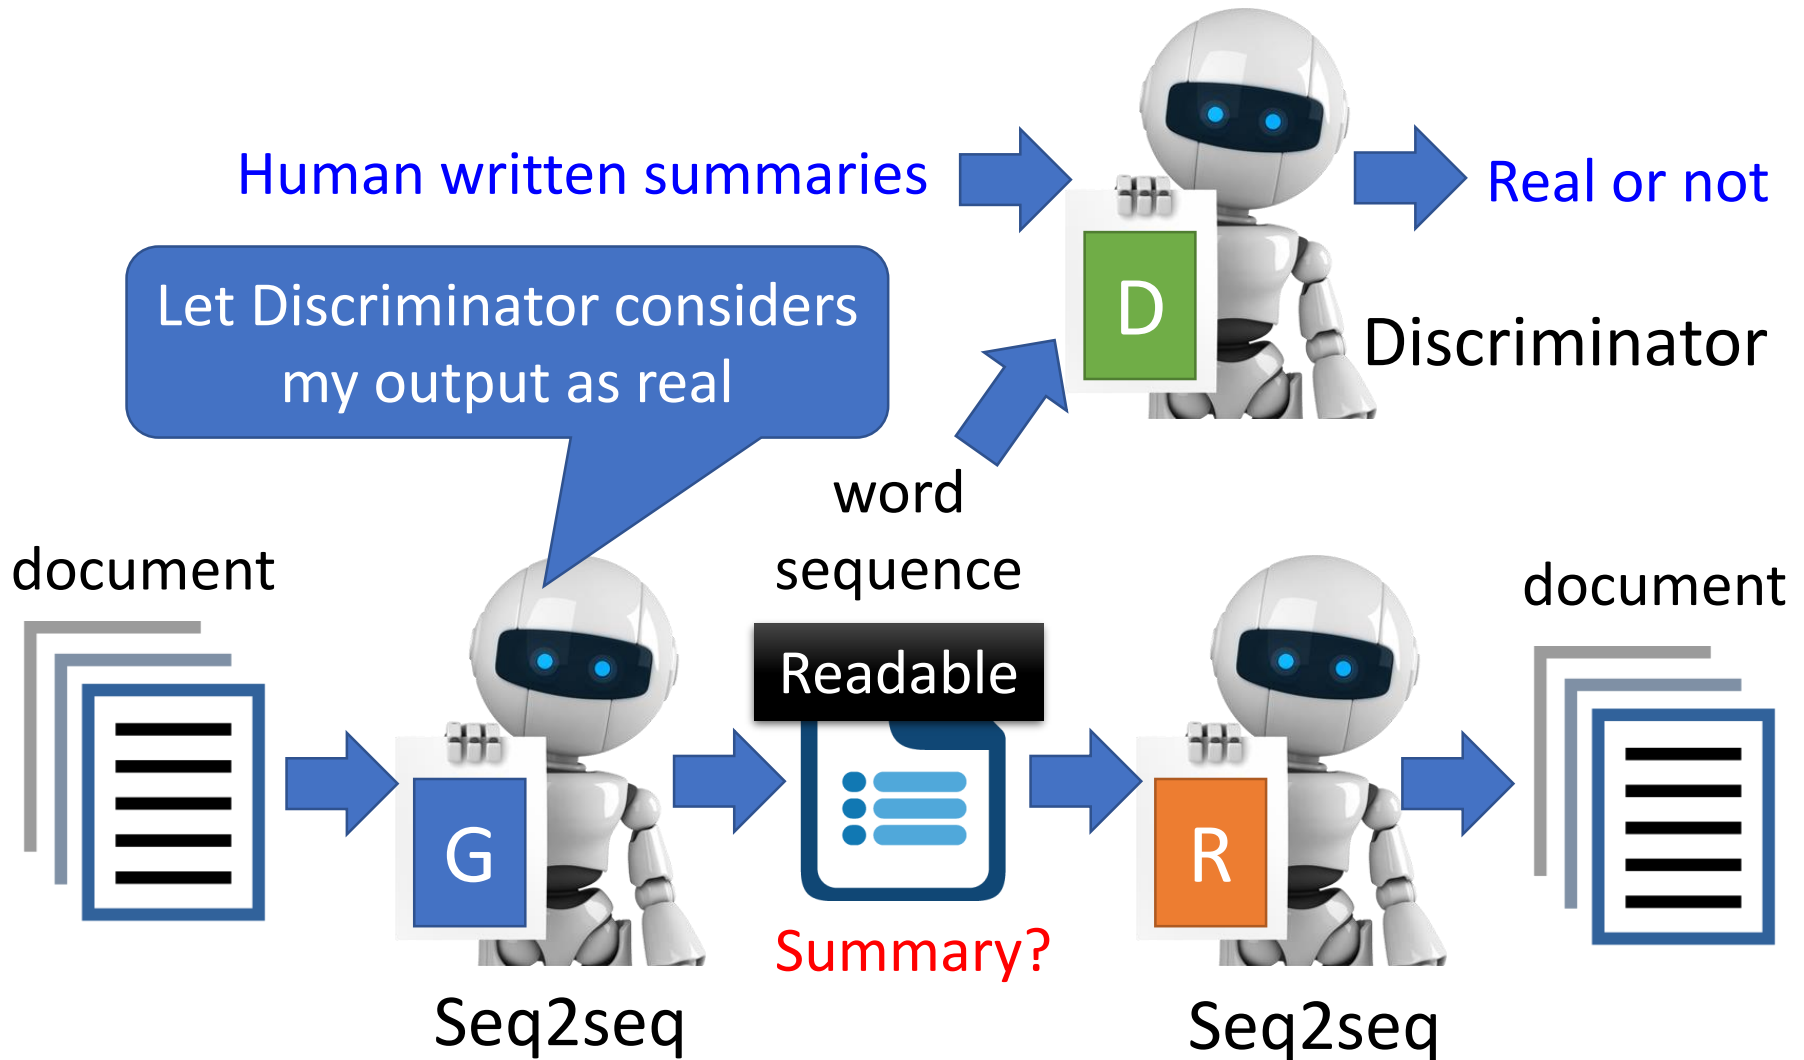 Human written summaries
Real or not
Let Discriminator considers
my output as real
D
Discriminator
word
sequence
document
document
Readable
G
R
Summary?
Seq2seq
Seq2seq